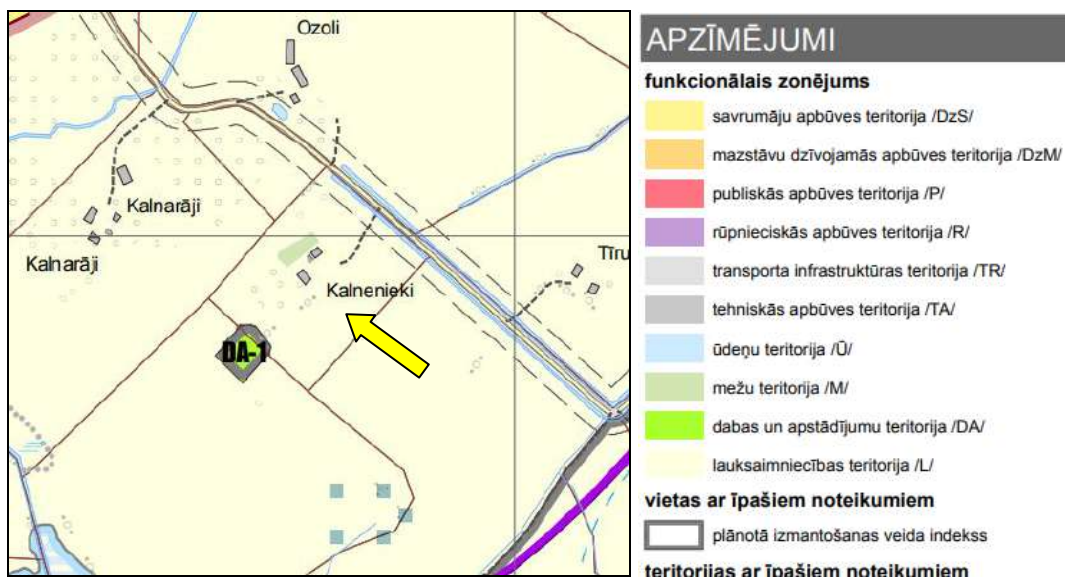 Ozoli
Kalnarāji
Kalnarāji
Kalnenieki
Tīru
DA-1
APZĪMĒJUMI
funkcionālais zonējums
savrumāju apbūves teritorija /DzS/
mazstāvu dzīvojamās apbūves teritorija /DzM/
publiskās apbūves teritorija /P/
rūpnieciskās apbūves teritorija /R/
transporta infrastruktūras teritorija /TR/
tehniskās apbūves teritorija /TA/
ūdeņu teritorija /Ū/
mežu teritorija /M/
dabas un apstādījumu teritorija /DA/
lauksaimniecības teritorija /L/
vietas ar īpašiem noteikumiem
plānotā izmantošanas veida indekss
teritorijas ar īpašiem noteikumiem